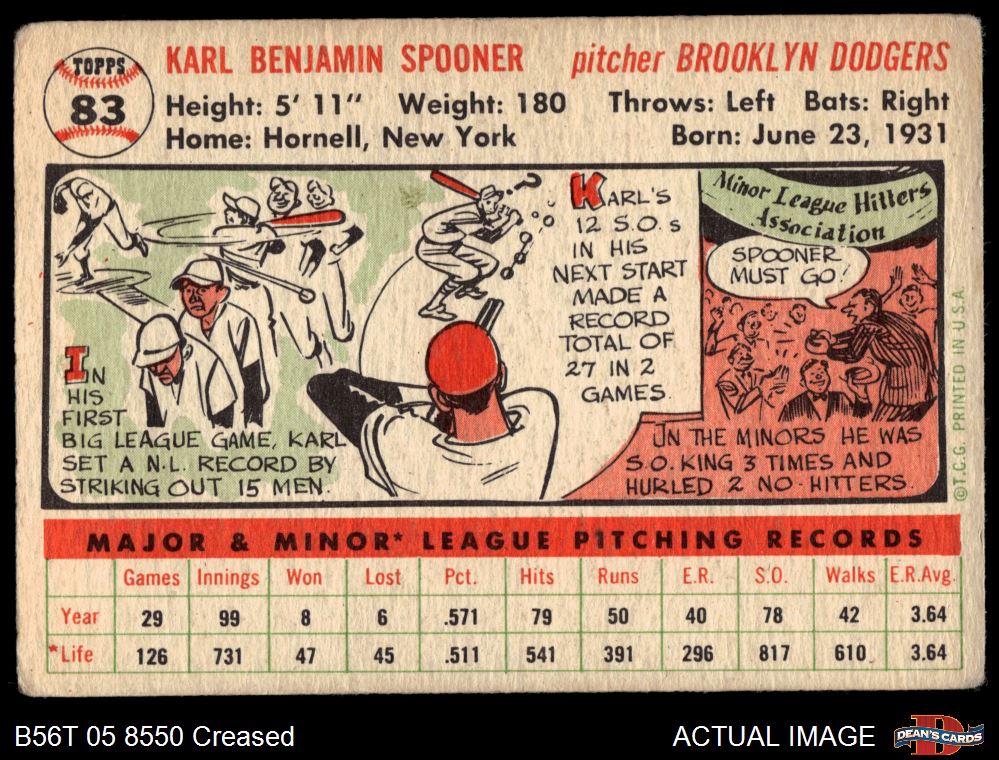 TOPPS
83
KARL BENJAMIN SPOONER pitcher BROOKLYN DODGERS
Height: 5' 11" Weight: 180 Throws: Left Bats: Right
Home: Hornell, New York Born: June 23, 1931
IN
HIS
FIRST
BIG LEAGUE GAME, KARL
SET A N.L. RECORD BY
STRIKING OUT 15 MEN.
?
KARL'S
12 S.O.s
IN HIS
NEXT START
MADE A
RECORD
TOTAL OF
27 IN 2
GAMES.
Minor League Hitters
Association
SPOONER
MUST GO!
IN THE MINORS HE WAS
S.O. KING 3 TIMES AND
HURLED 2 NO-HITTERS.
©T.C.G. PRINTED IN U.S.A.
MAJOR & MINOR* LEAGUE PITCHING RECORDS
Games Innings Won Lost Pct. Hits Runs E.R. S.O. Walks E.R.Avg.
Year 29 99 8 6 .571 79 50 40 78 42 3.64
*Life 126 731 47 45 .511 541 391 296 817 610 3.64
B56T 05 8550 Creased ACTUAL IMAGE DEAN'S CARDS